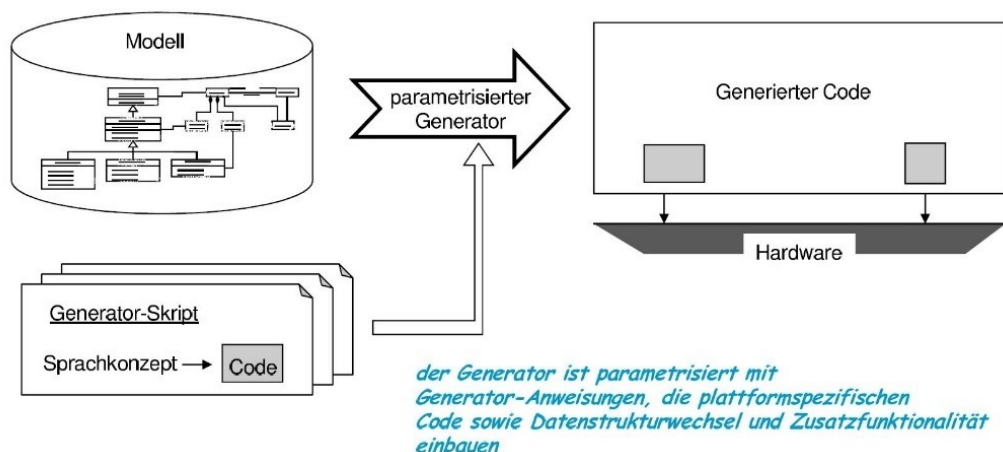 Modell
parametrisierter
Generator
Generierter Code
Hardware
Generator-Skript
Sprachkonzept
Code
der Generator ist parametrisiert mit
Generator-Anweisungen, die plattformspezifischen
Code sowie Datenstrukturwechsel und Zusatzfunktionalität
einbauen